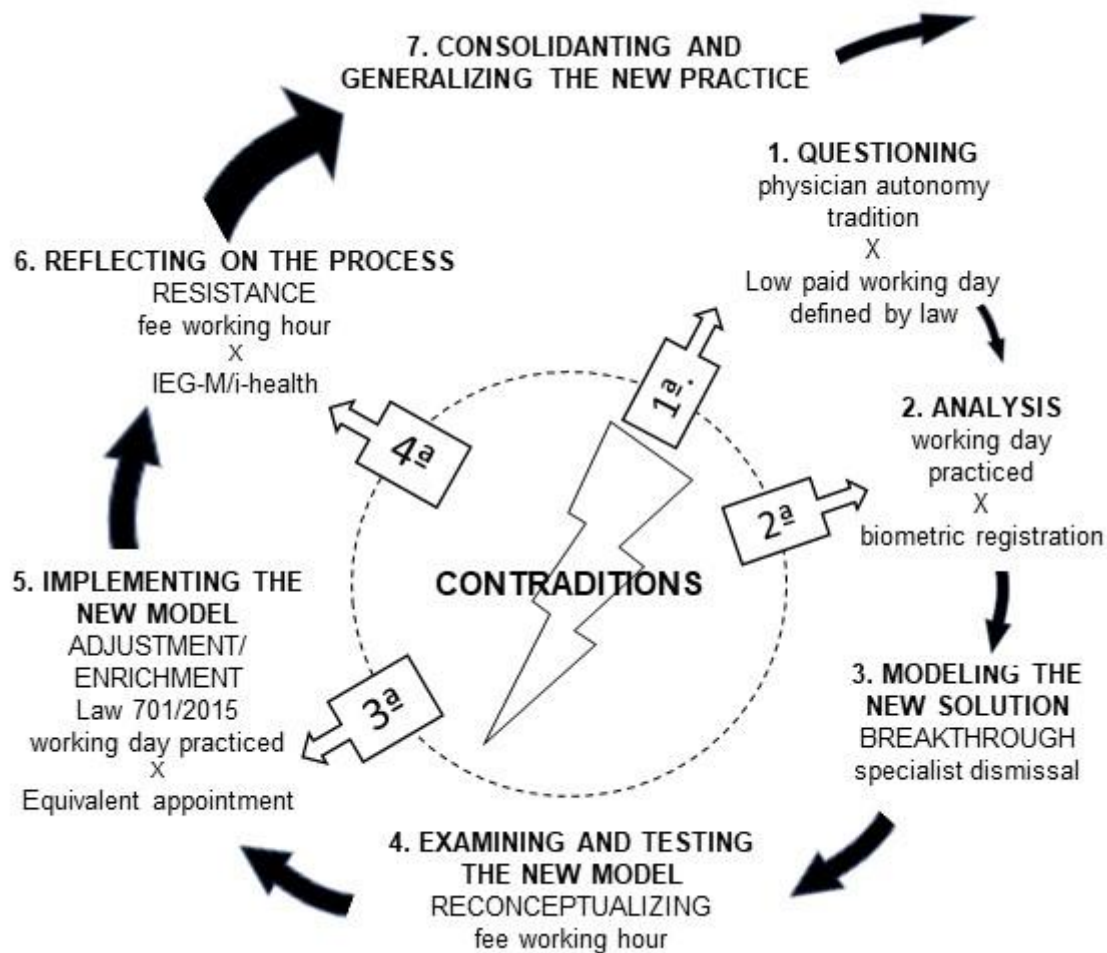 7. CONSOLIDANTING AND
GENERALIZING THE NEW PRACTICE
1. QUESTIONING
physician autonomy
tradition
X
Low paid working day
defined by law
2. ANALYSIS
working day
practiced
X
biometric registration
3. MODELING THE
NEW SOLUTION
BREAKTHROUGH
specialist dismissal
4. EXAMINING AND TESTING
THE NEW MODEL
RECONCEPTUALIZING
fee working hour
5. IMPLEMENTING THE
NEW MODEL
ADJUSTMENT/
ENRICHMENT
Law 701/2015
working day practiced
X
Equivalent appointment
6. REFLECTING ON THE PROCESS
RESISTANCE
fee working hour
X
IEG-M/i-health
1ª.
2ª
3ª
4ª
CONTRADITIONS